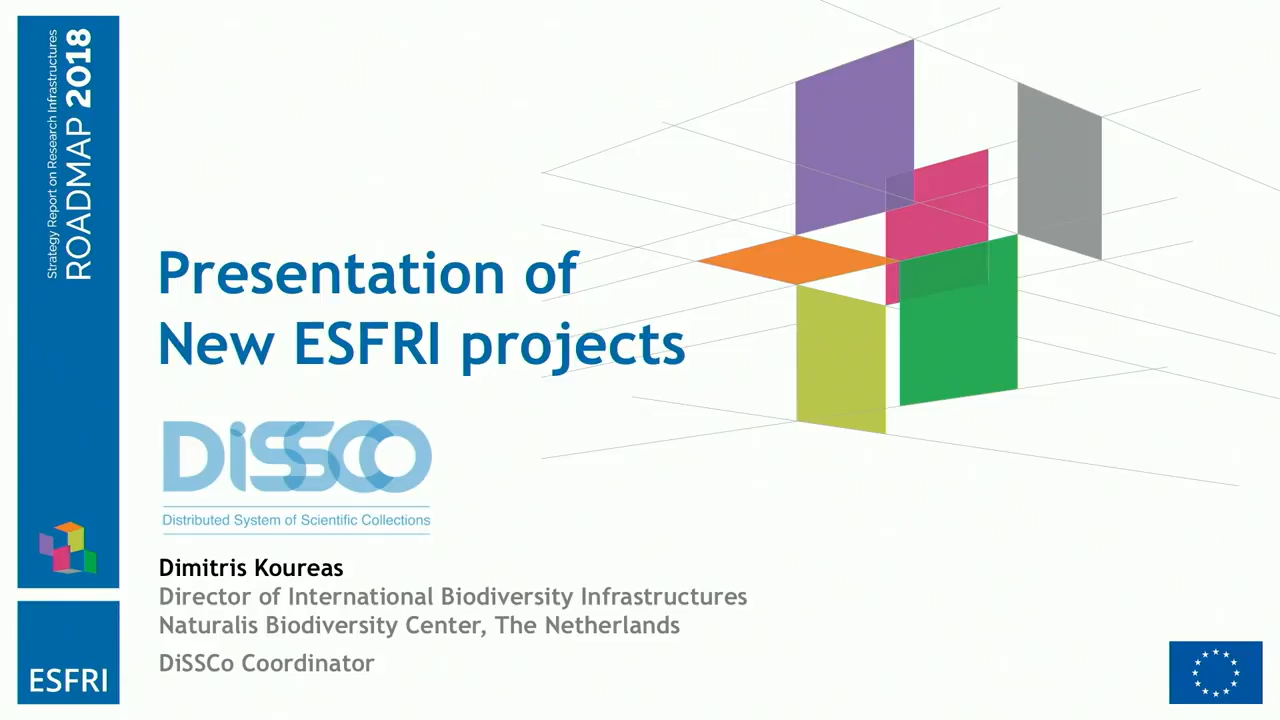 Strategy Report on Research Infrastructures
ROADMAP 2018
Presentation of
New ESFRI projects
DiSSCO
Distributed System of Scientific Collections
Dimitris Koureas
Director of International Biodiversity Infrastructures
Naturalis Biodiversity Center, The Netherlands
DiSSCo Coordinator
ESFRI